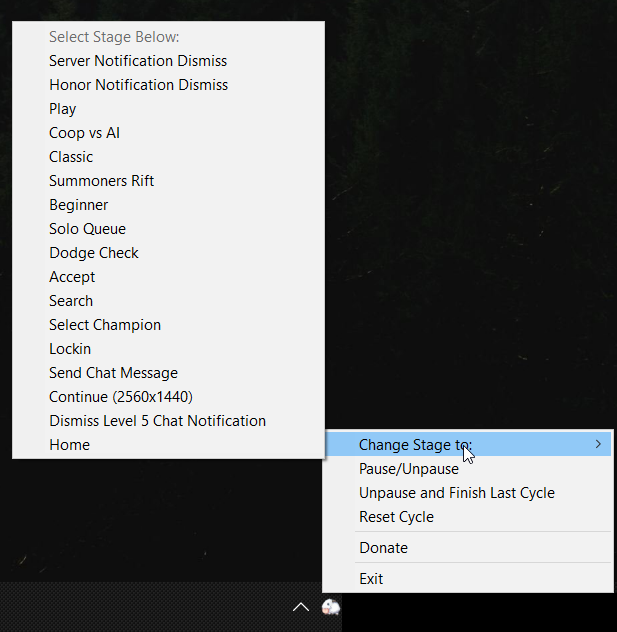 Select Stage Below:
Server Notification Dismiss
Honor Notification Dismiss
Play
Coop vs AI
Classic
Summoners Rift
Beginner
Solo Queue
Dodge Check
Accept
Search
Select Champion
Lockin
Send Chat Message
Continue (2560x1440)
Dismiss Level 5 Chat Notification
Home
Change Stage to:
Pause/Unpause
Unpause and Finish Last Cycle
Reset Cycle
Donate
Exit